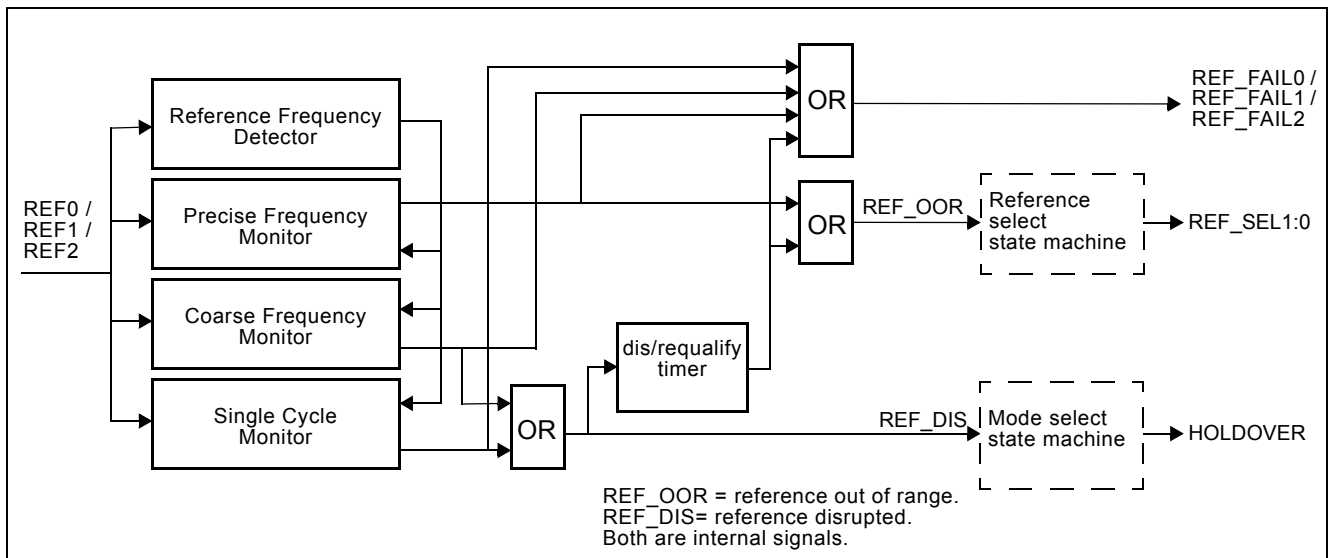 REF0 /
REF1 /
REF2
Reference Frequency
Detector
Precise Frequency
Monitor
Coarse Frequency
Monitor
Single Cycle
Monitor
OR
dis/requalify
timer
OR
OR
REF_FAIL0 /
REF_FAIL1 /
REF_FAIL2
REF_OOR
Reference
select
state machine
REF_SEL1:0
REF_DIS
Mode select
state machine
HOLDOVER
REF_OOR = reference out of range.
REF_DIS= reference disrupted.
Both are internal signals.